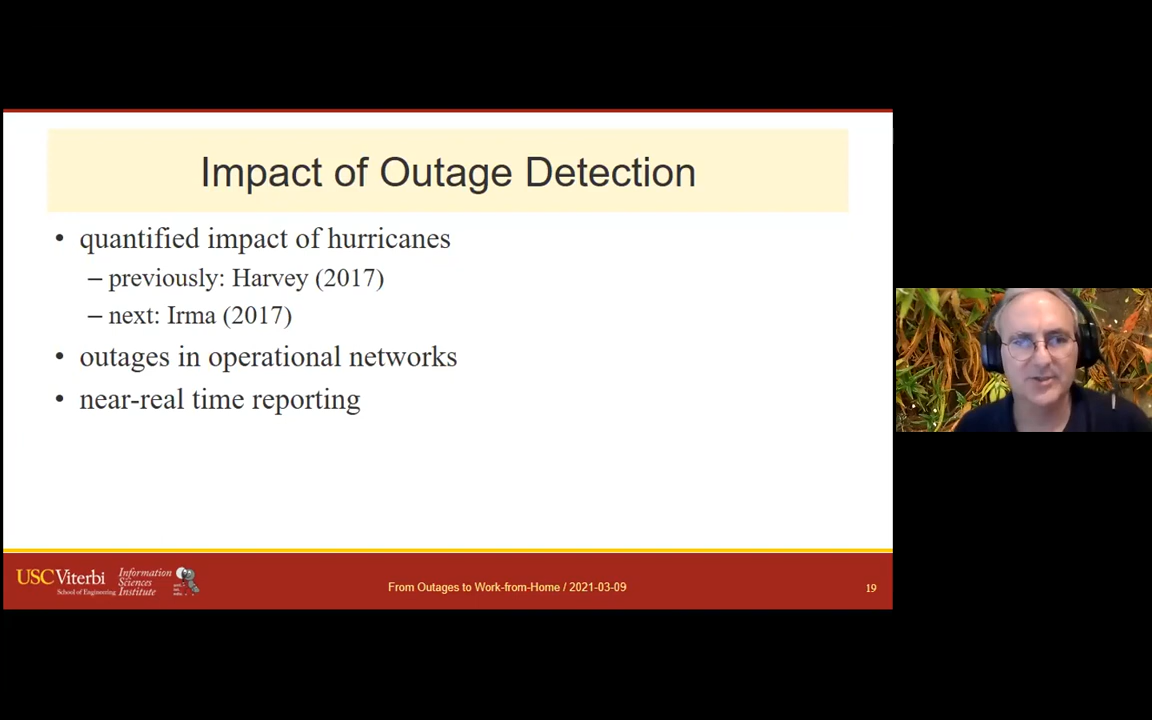 Impact of Outage Detection
• quantified impact of hurricanes
– previously: Harvey (2017)
– next: Irma (2017)
• outages in operational networks
• near-real time reporting
USC Viterbi
School of Engineering
Information
Sciences
Institute
From Outages to Work-from-Home / 2021-03-09
19